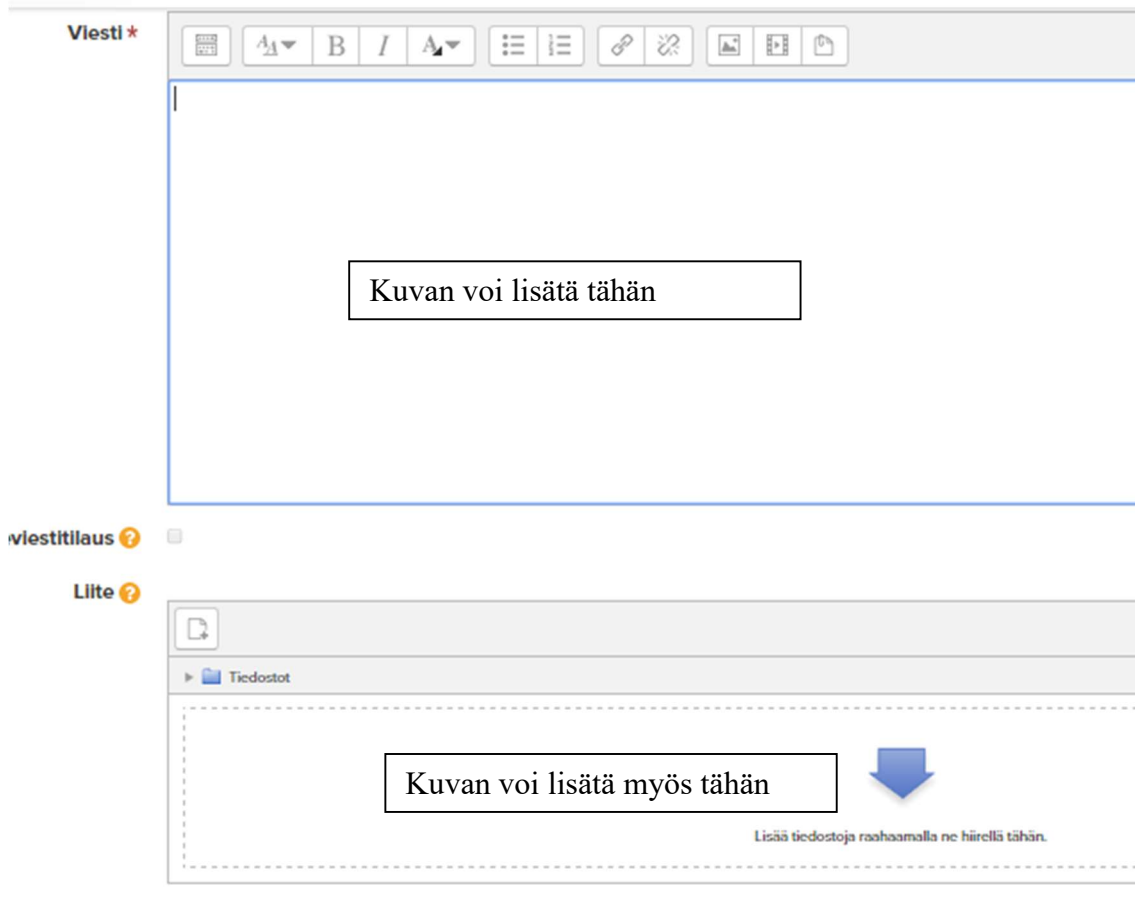 Viesti *
B I
Kuvan voi lisätä tähän
viestitilaus
Liite
Tiedostot
Kuvan voi lisätä myös tähän
Lisää tiedostoja raahaamalla ne hiirellä tähän.